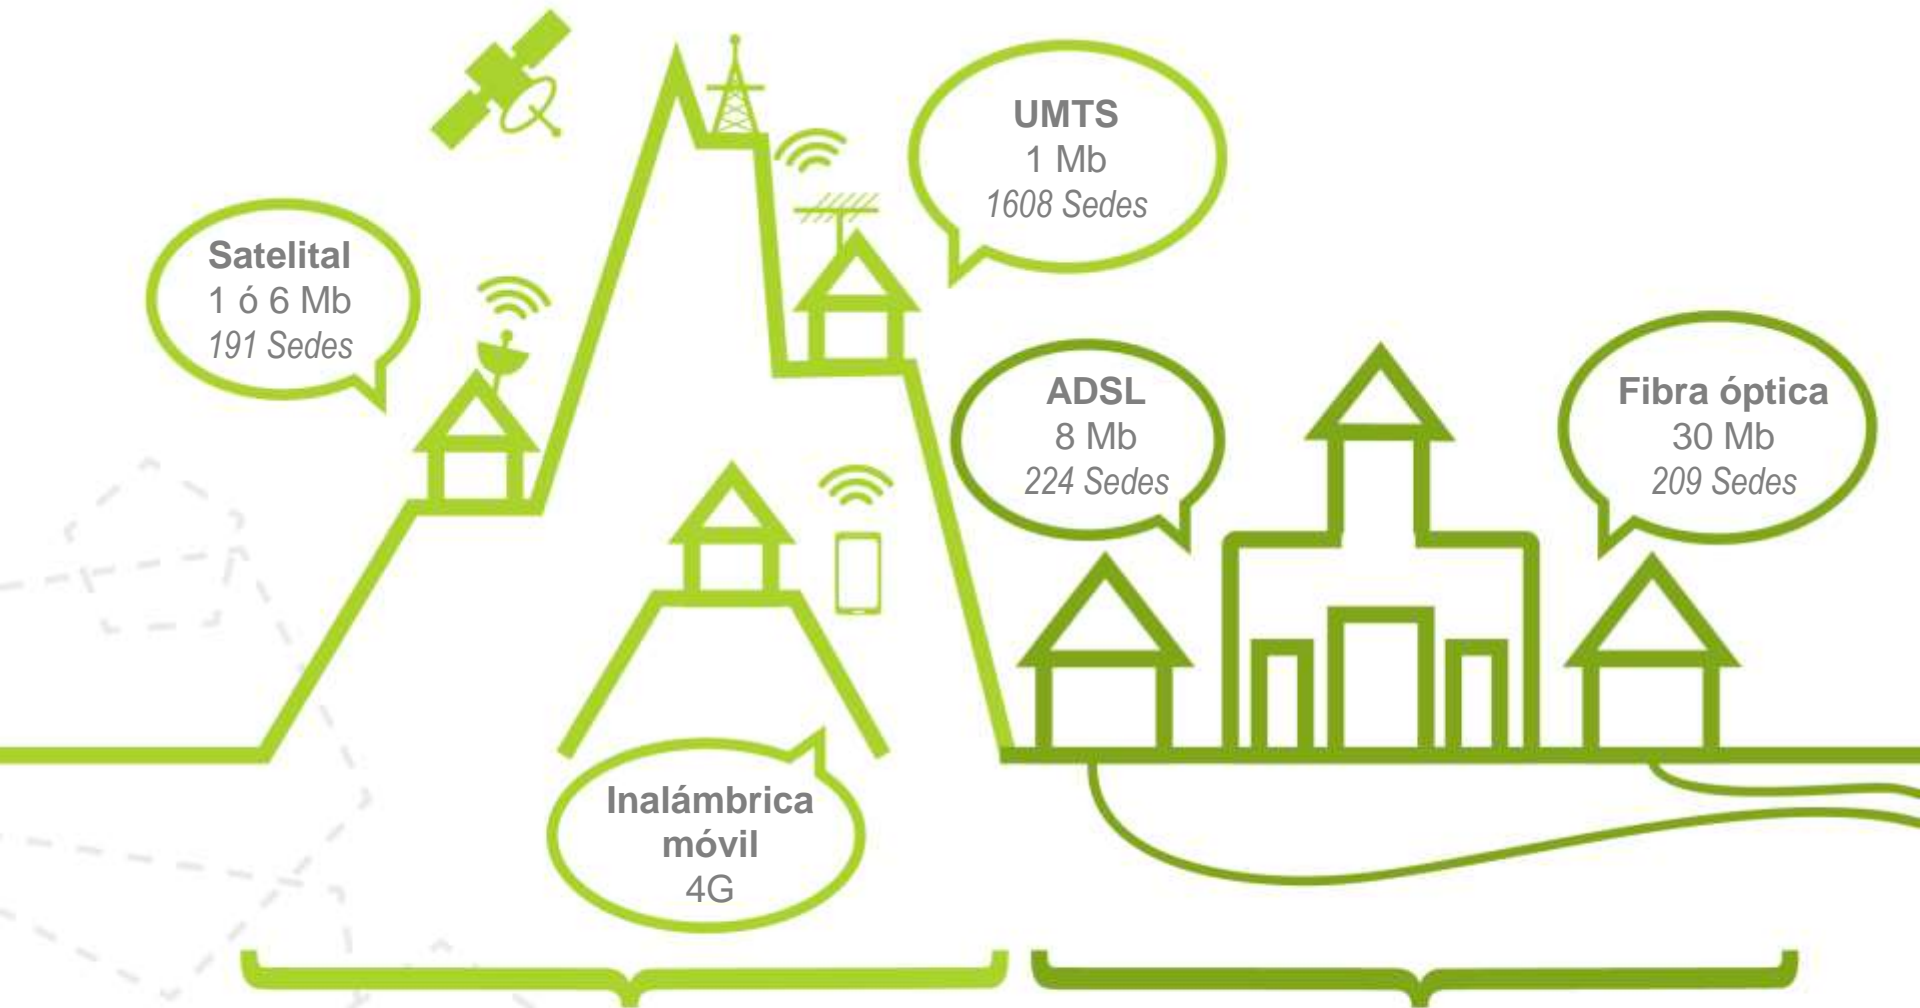 UMTS
1 Mb
1608 Sedes
Satelital
1 ó 6 Mb
191 Sedes
ADSL
8 Mb
224 Sedes
Fibra óptica
30 Mb
209 Sedes
Inalámbrica
móvil
4G